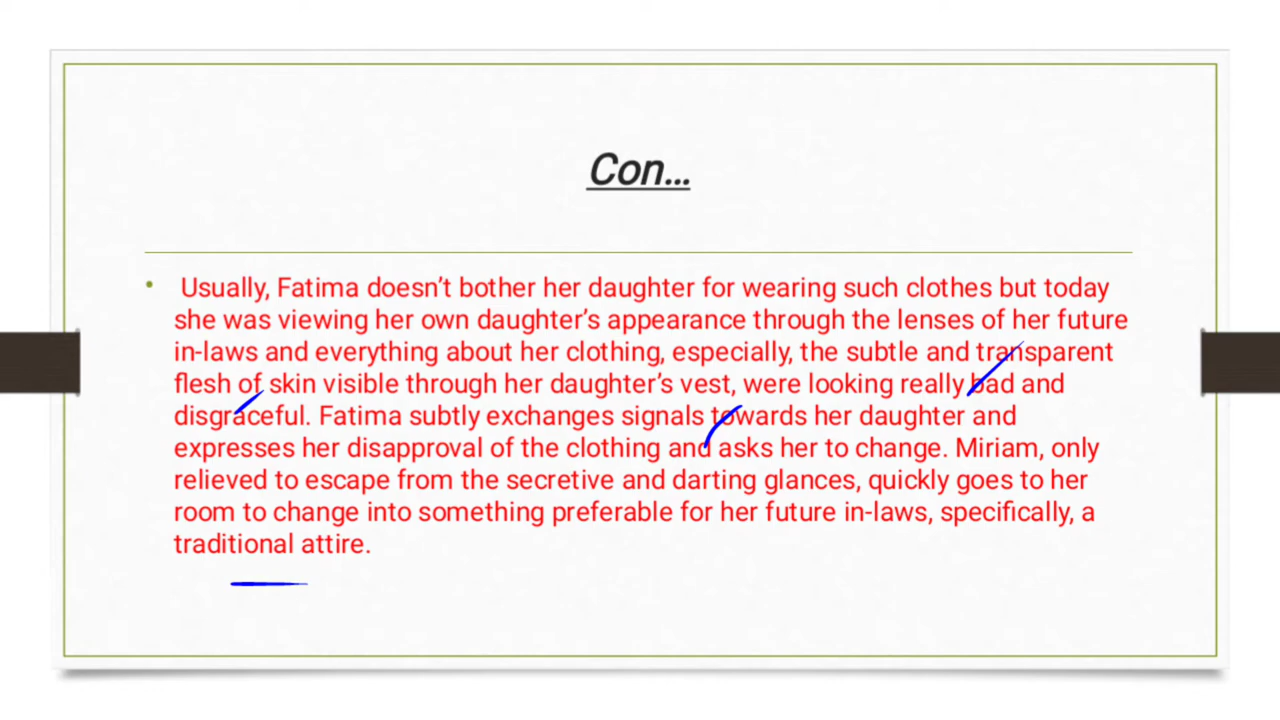 Con...
• Usually, Fatima doesn’t bother her daughter for wearing such clothes but today
she was viewing her own daughter’s appearance through the lenses of her future
in-laws and everything about her clothing, especially, the subtle and transparent
flesh of skin visible through her daughter’s vest, were looking really bad and
disgraceful. Fatima subtly exchanges signals towards her daughter and
expresses her disapproval of the clothing and asks her to change. Miriam, only
relieved to escape from the secretive and darting glances, quickly goes to her
room to change into something preferable for her future in-laws, specifically, a
traditional attire.